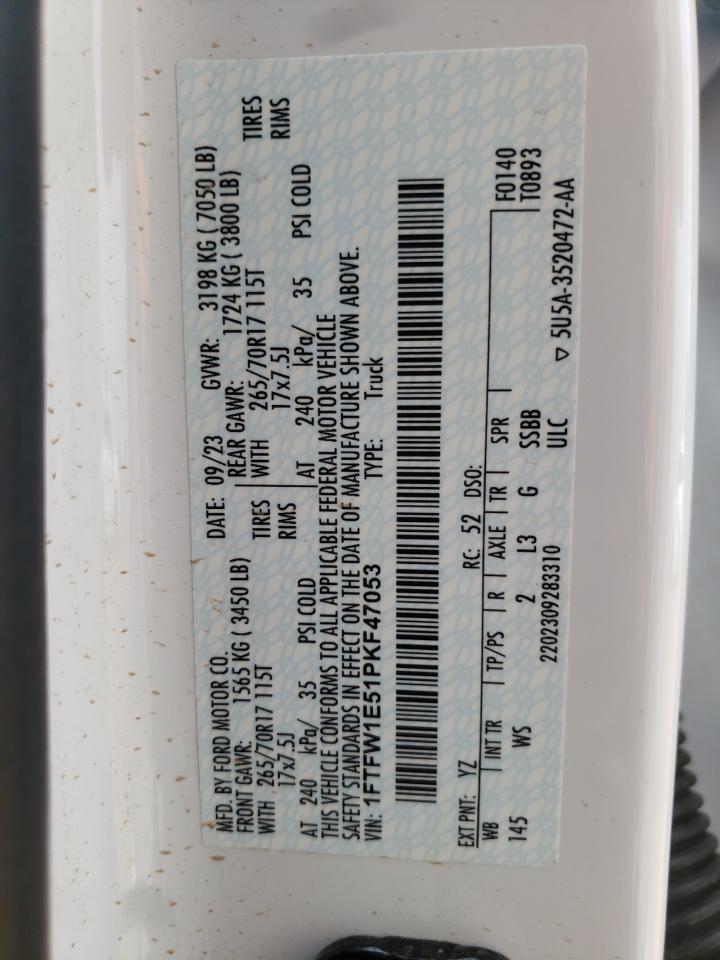 MFD. BY FORD MOTOR CO.
DATE: 09/23 GVWR: 3198 KG ( 7050 LB)
FRONT GAWR: 1565 KG ( 3450 LB) REAR GAWR: 1724 KG ( 3800 LB)
WITH 265/70R17 115T TIRES WITH 265/70R17 115T TIRES
17x7.5J RIMS 17x7.5J RIMS
AT 240 kPa/ 35 PSI COLD AT 240 kPa/ 35 PSI COLD
THIS VEHICLE CONFORMS TO ALL APPLICABLE FEDERAL MOTOR VEHICLE
SAFETY STANDARDS IN EFFECT ON THE DATE OF MANUFACTURE SHOWN ABOVE.
VIN: 1FTFW1E51PKF47053 TYPE: Truck
EXT PNT: YZ RC: 52 DSO:
WB INT TR TP/PS R AXLE TR SPR F0140
145 WS 2 L3 G SSBB T0893
2202309283310 ULC ▽ 5U5A-3520472-AA